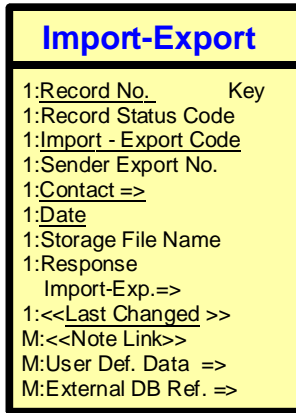 Import-Export
1:Record No. Key
1:Record Status Code
1:Import - Export Code
1:Sender Export No.
1:Contact =>
1:Date
1:Storage File Name
1:Response
Import-Exp.=>
1:<<Last Changed >>
M:<<Note Link>>
M:User Def. Data =>
M:External DB Ref. =>